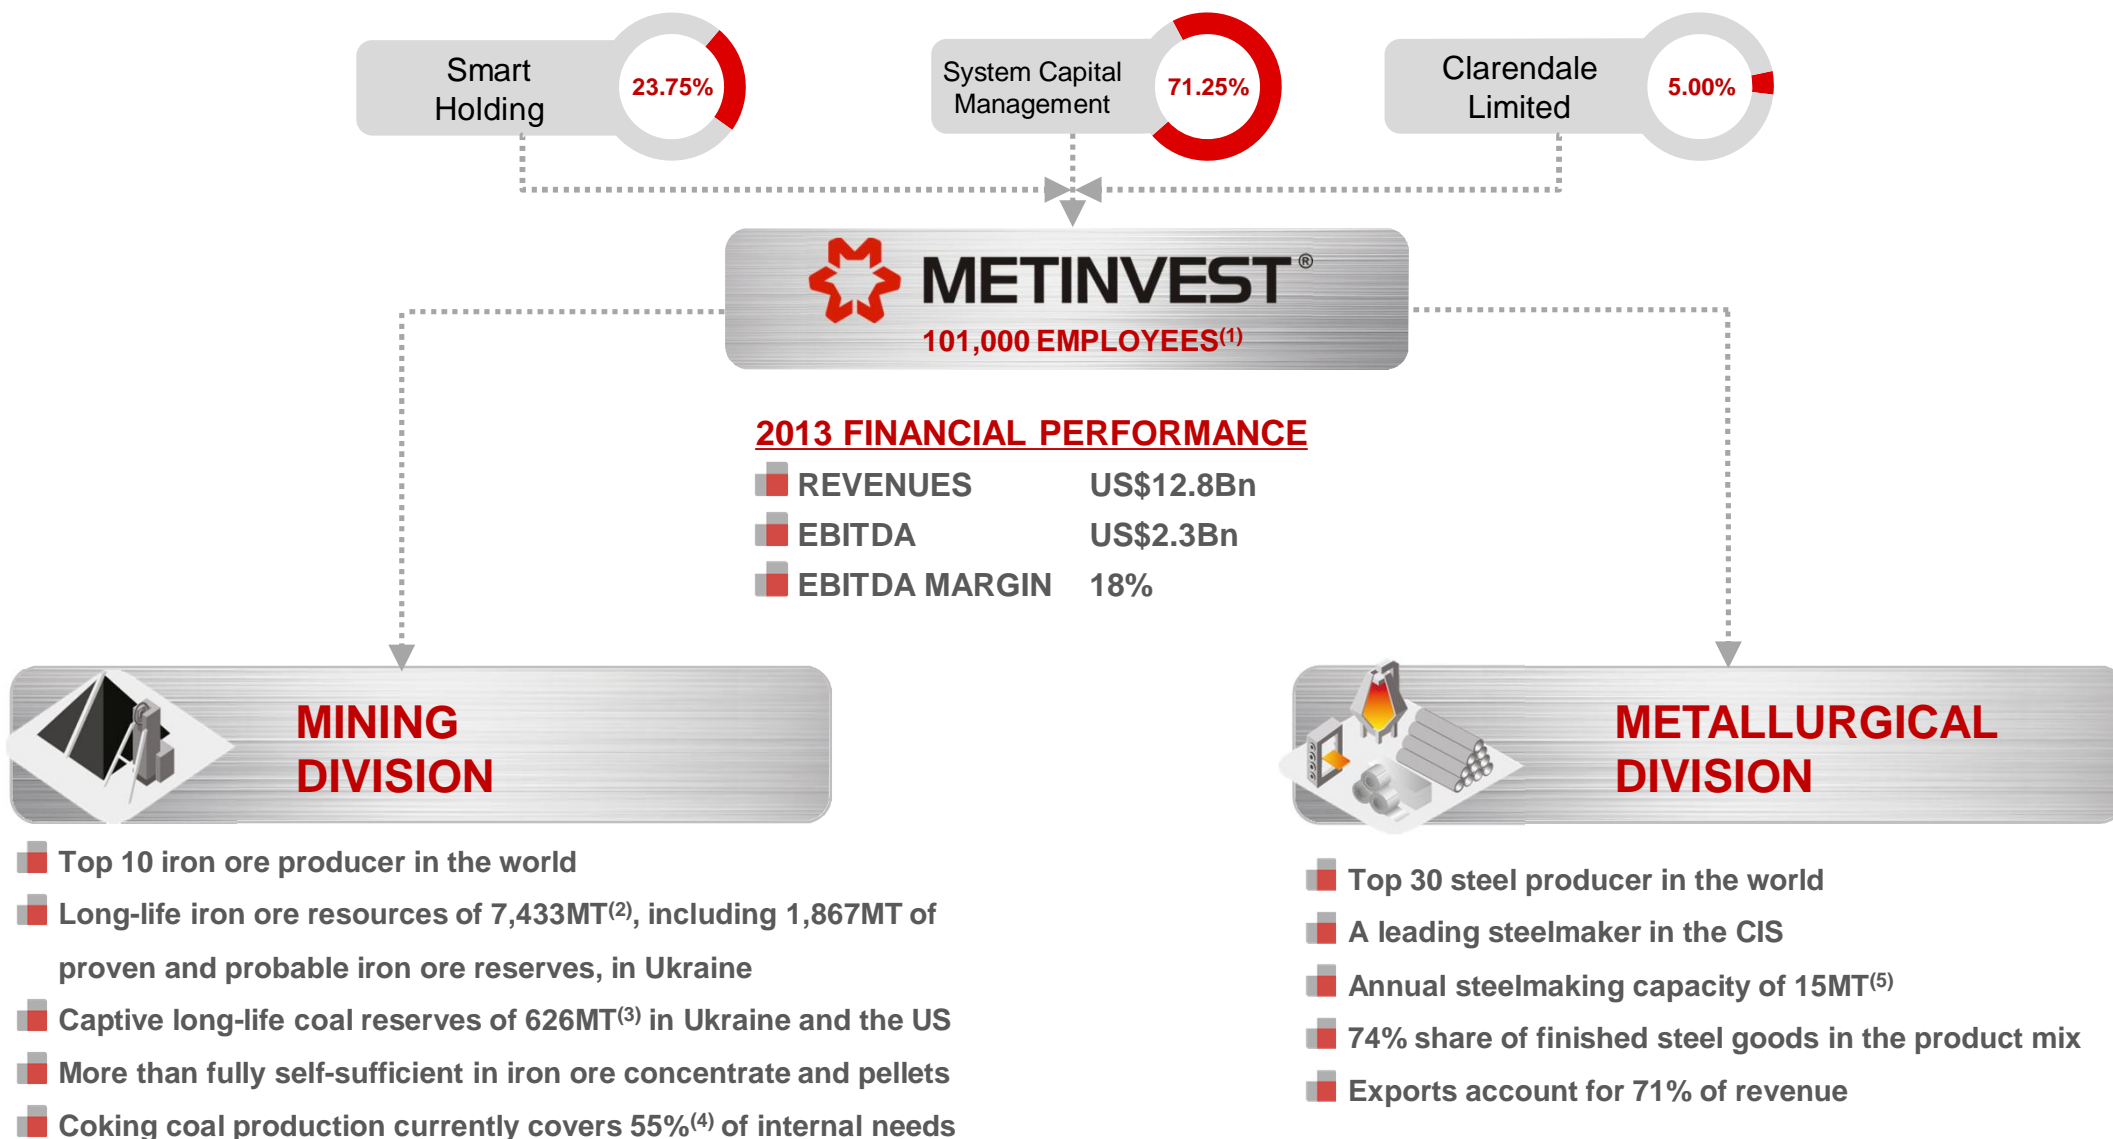 Smart
Holding
23.75%
System Capital
Management
71.25%
Clarendale
Limited
5.00%
METINVEST®
101,000 EMPLOYEES(1)
2013 FINANCIAL PERFORMANCE
REVENUES US$12.8Bn
EBITDA US$2.3Bn
EBITDA MARGIN 18%
MINING
DIVISION
Top 10 iron ore producer in the world
Long-life iron ore resources of 7,433MT(2), including 1,867MT of
proven and probable iron ore reserves, in Ukraine
Captive long-life coal reserves of 626MT(3) in Ukraine and the US
More than fully self-sufficient in iron ore concentrate and pellets
Coking coal production currently covers 55%(4) of internal needs
METALLURGICAL
DIVISION
Top 30 steel producer in the world
A leading steelmaker in the CIS
Annual steelmaking capacity of 15MT(5)
74% share of finished steel goods in the product mix
Exports account for 71% of revenue